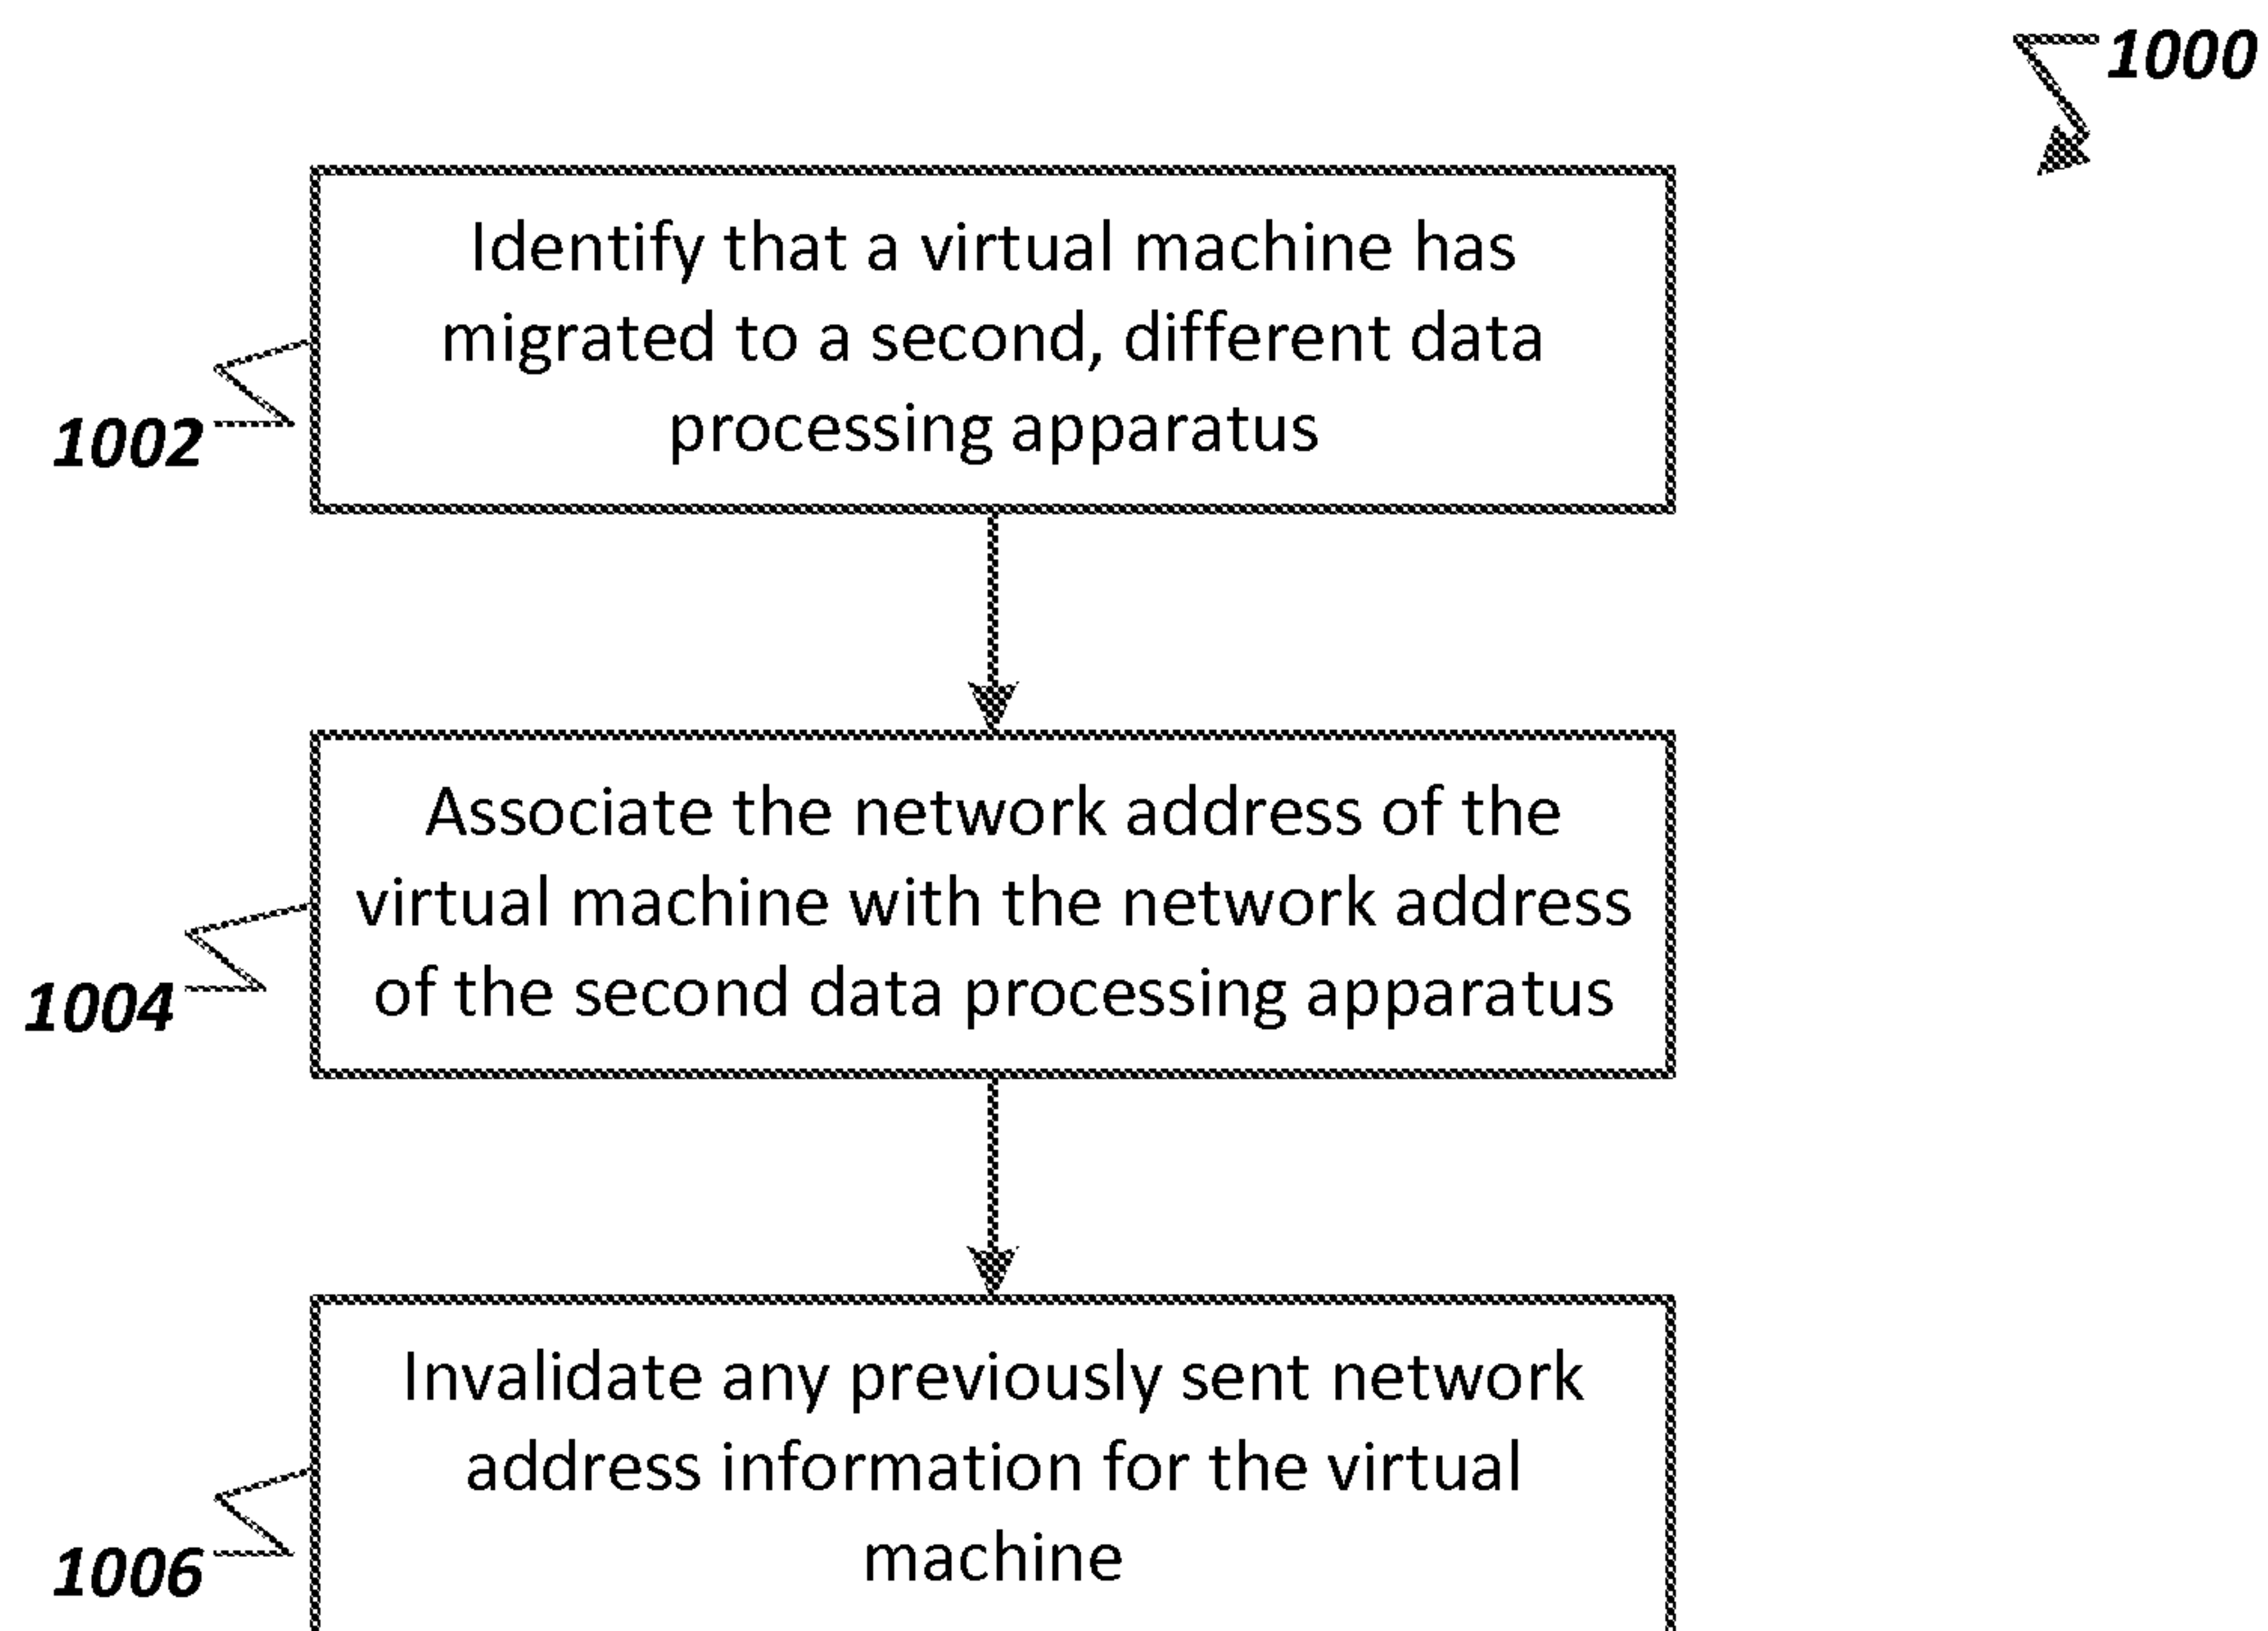 1000
Identify that a virtual machine has
migrated to a second, different data
processing apparatus
1002
Associate the network address of the
virtual machine with the network address
of the second data processing apparatus
1004
Invalidate any previously sent network
address information for the virtual
machine
1006